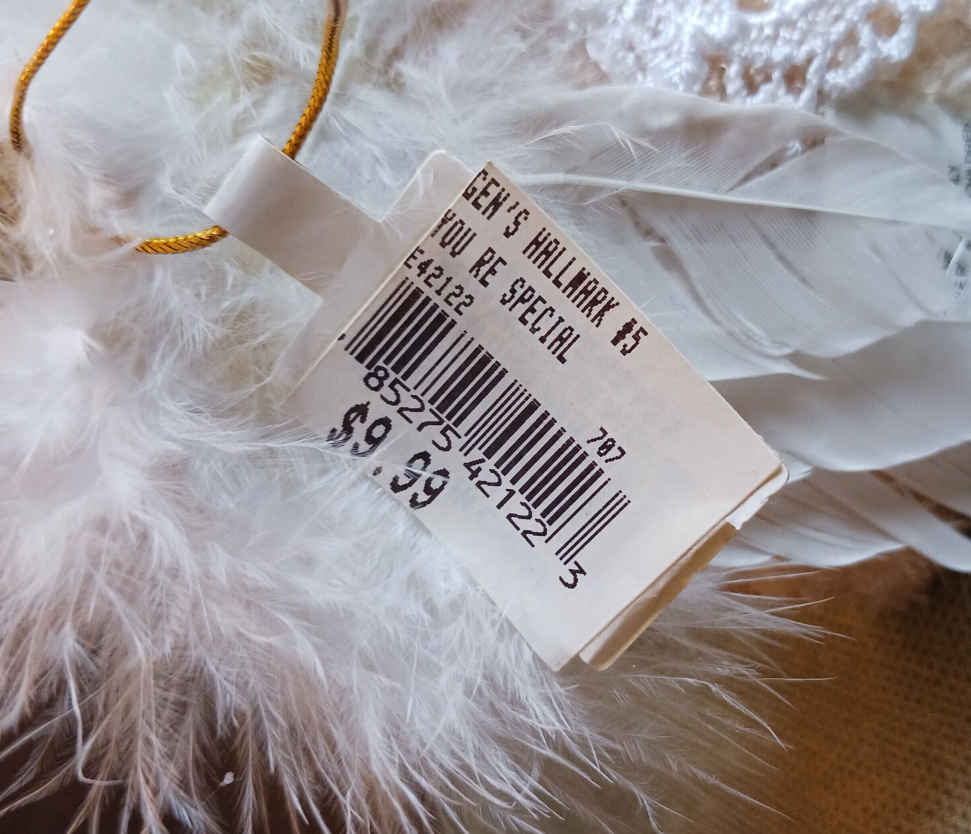 GEN'S HALLMARK #5
YOU RE SPECIAL
E42122
707
85275 42122 3
$9.99